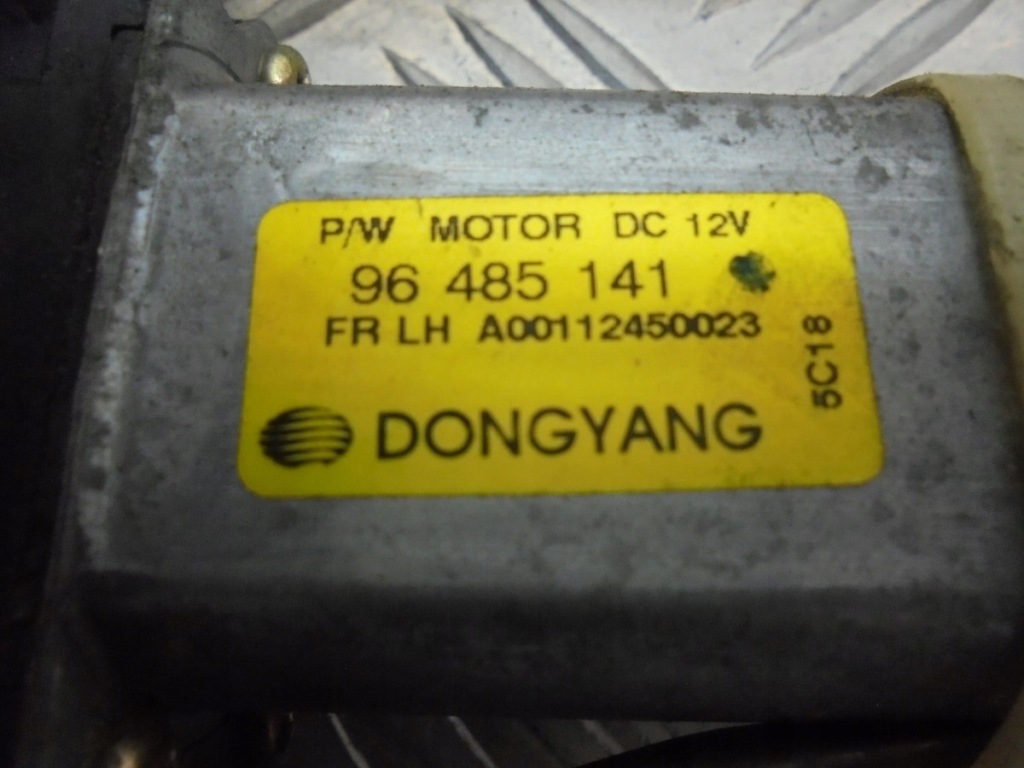 P/W MOTOR DC 12V
96 485 141
FR LH A00112450023
5C18
DONGYANG